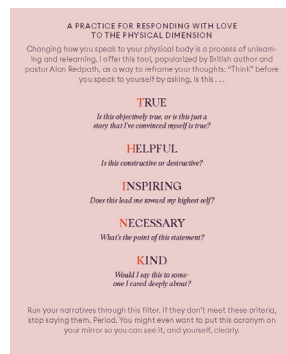 A PRACTICE FOR RESPONDING WITH LOVE
TO THE PHYSICAL DIMENSION
Changing how you speak to your physical body is a process of unlearn-
ing and relearning. I offer this tool, popularized by British author and
pastor Alan Redpath, as a way to reframe your thoughts: “Think” before
you speak to yourself by asking, Is this . . .
TRUE
Is this objectively true, or is this just a
story that I’ve convinced myself is true?
HELPFUL
Is this constructive or destructive?
INSPIRING
Does this lead me toward my highest self?
NECESSARY
What’s the point of this statement?
KIND
Would I say this to some-
one I cared deeply about?
Run your narratives through this filter. If they don’t meet these criteria,
stop saying them. Period. You might even want to put this acronym on
your mirror so you can see it, and yourself, clearly.